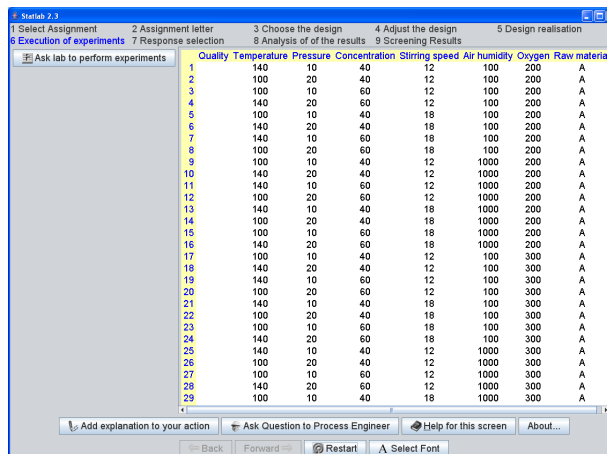 Statlab 2.3
1 Select Assignment 2 Assignment letter 3 Choose the design 4 Adjust the design 5 Design realisation
6 Execution of experiments 7 Response selection 8 Analysis of of the results 9 Screening Results
Ask lab to perform experiments
Quality Temperature Pressure Concentration Stirring speed Air humidity Oxygen Raw materia
1 140 10 40 12 100 200 A
2 100 20 40 12 100 200 A
3 100 10 60 12 100 200 A
4 140 20 60 12 100 200 A
5 100 10 40 18 100 200 A
6 140 20 40 18 100 200 A
7 140 10 60 18 100 200 A
8 100 20 60 18 100 200 A
9 100 10 40 12 1000 200 A
10 140 20 40 12 1000 200 A
11 140 10 60 12 1000 200 A
12 100 20 60 12 1000 200 A
13 140 10 40 18 1000 200 A
14 100 20 40 18 1000 200 A
15 100 10 60 18 1000 200 A
16 140 20 60 18 1000 200 A
17 100 10 40 12 100 300 A
18 140 20 40 12 100 300 A
19 140 10 60 12 100 300 A
20 100 20 60 12 100 300 A
21 140 10 40 18 100 300 A
22 100 20 40 18 100 300 A
23 100 10 60 18 100 300 A
24 140 20 60 18 100 300 A
25 140 10 40 12 1000 300 A
26 100 20 40 12 1000 300 A
27 100 10 60 12 1000 300 A
28 140 20 60 12 1000 300 A
29 100 10 40 18 1000 300 A
Add explanation to your action Ask Question to Process Engineer Help for this screen About...
Back Forward Restart A Select Font